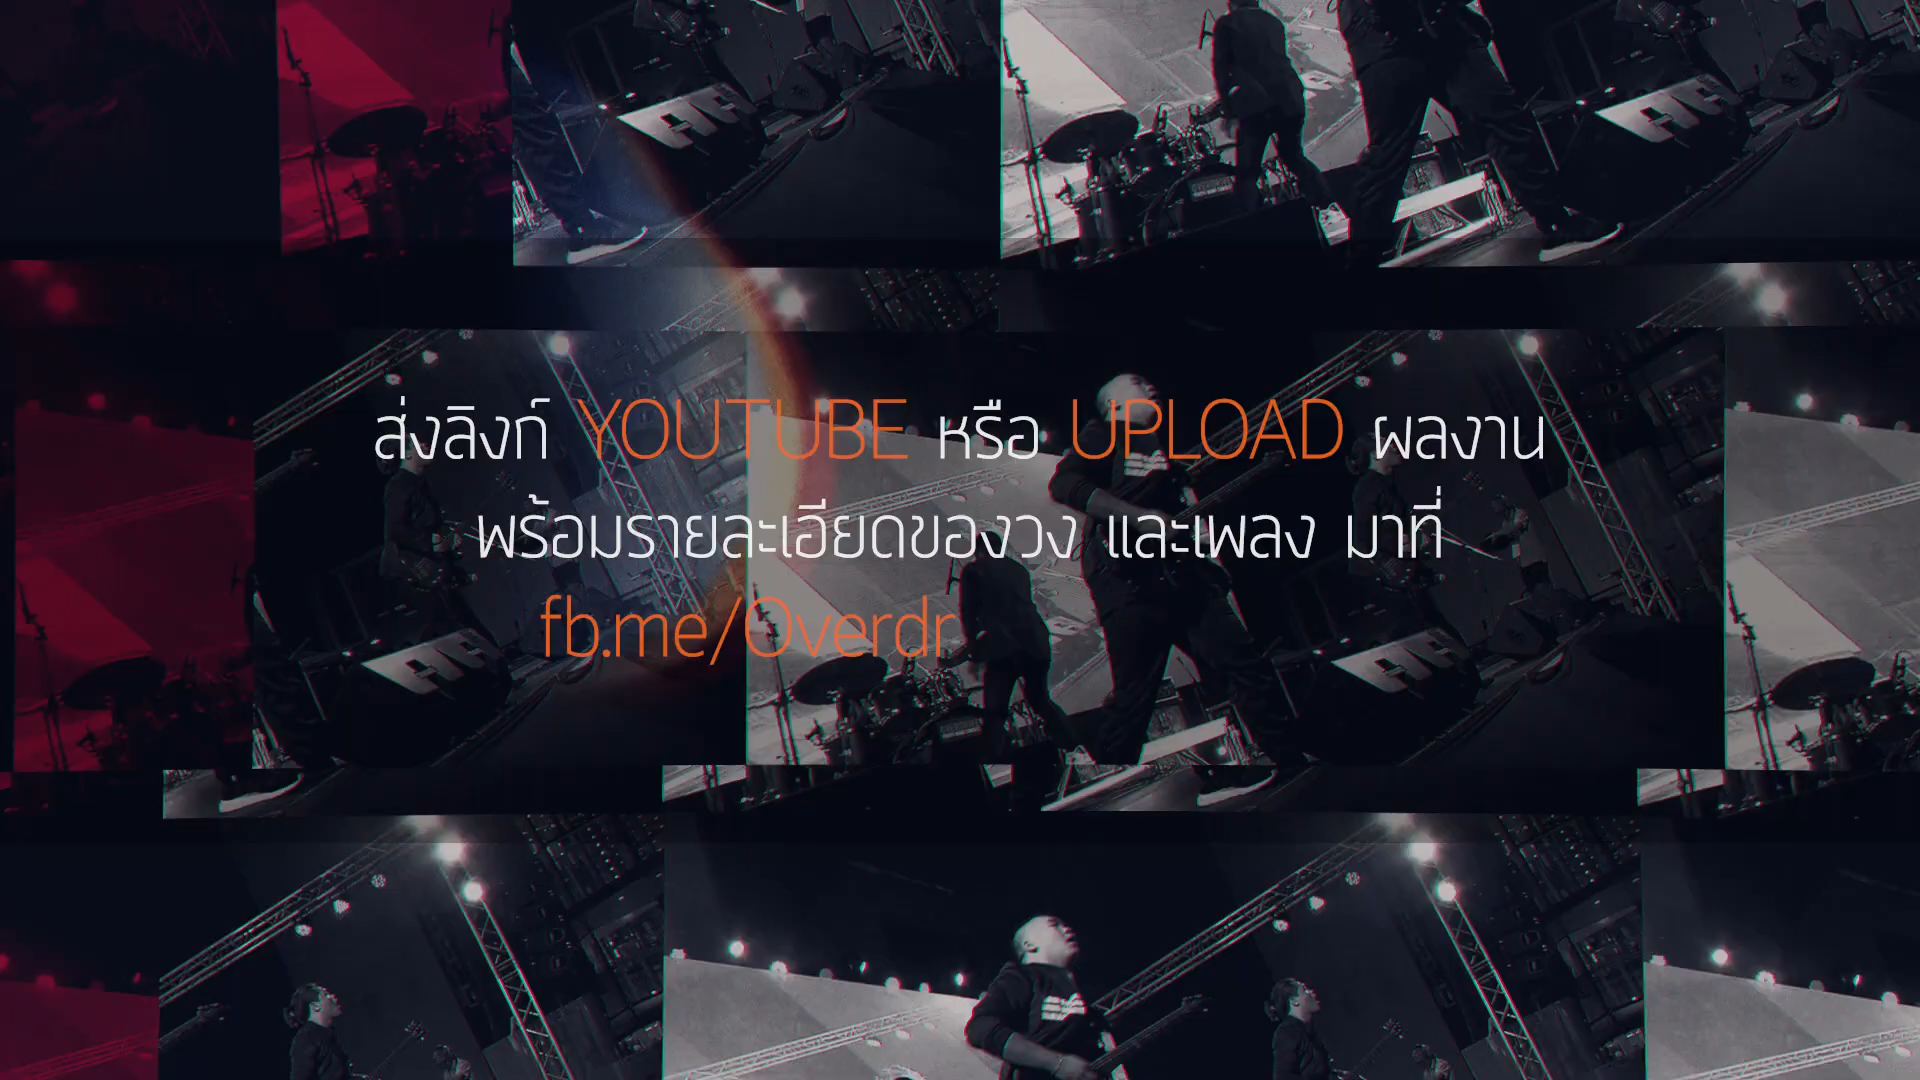 ส่งลิงก์ YOUTUBE หรือ UPLOAD ผลงาน
พร้อมรายละเอียดของวง และเพลง มาที่
fb.me/Overdr